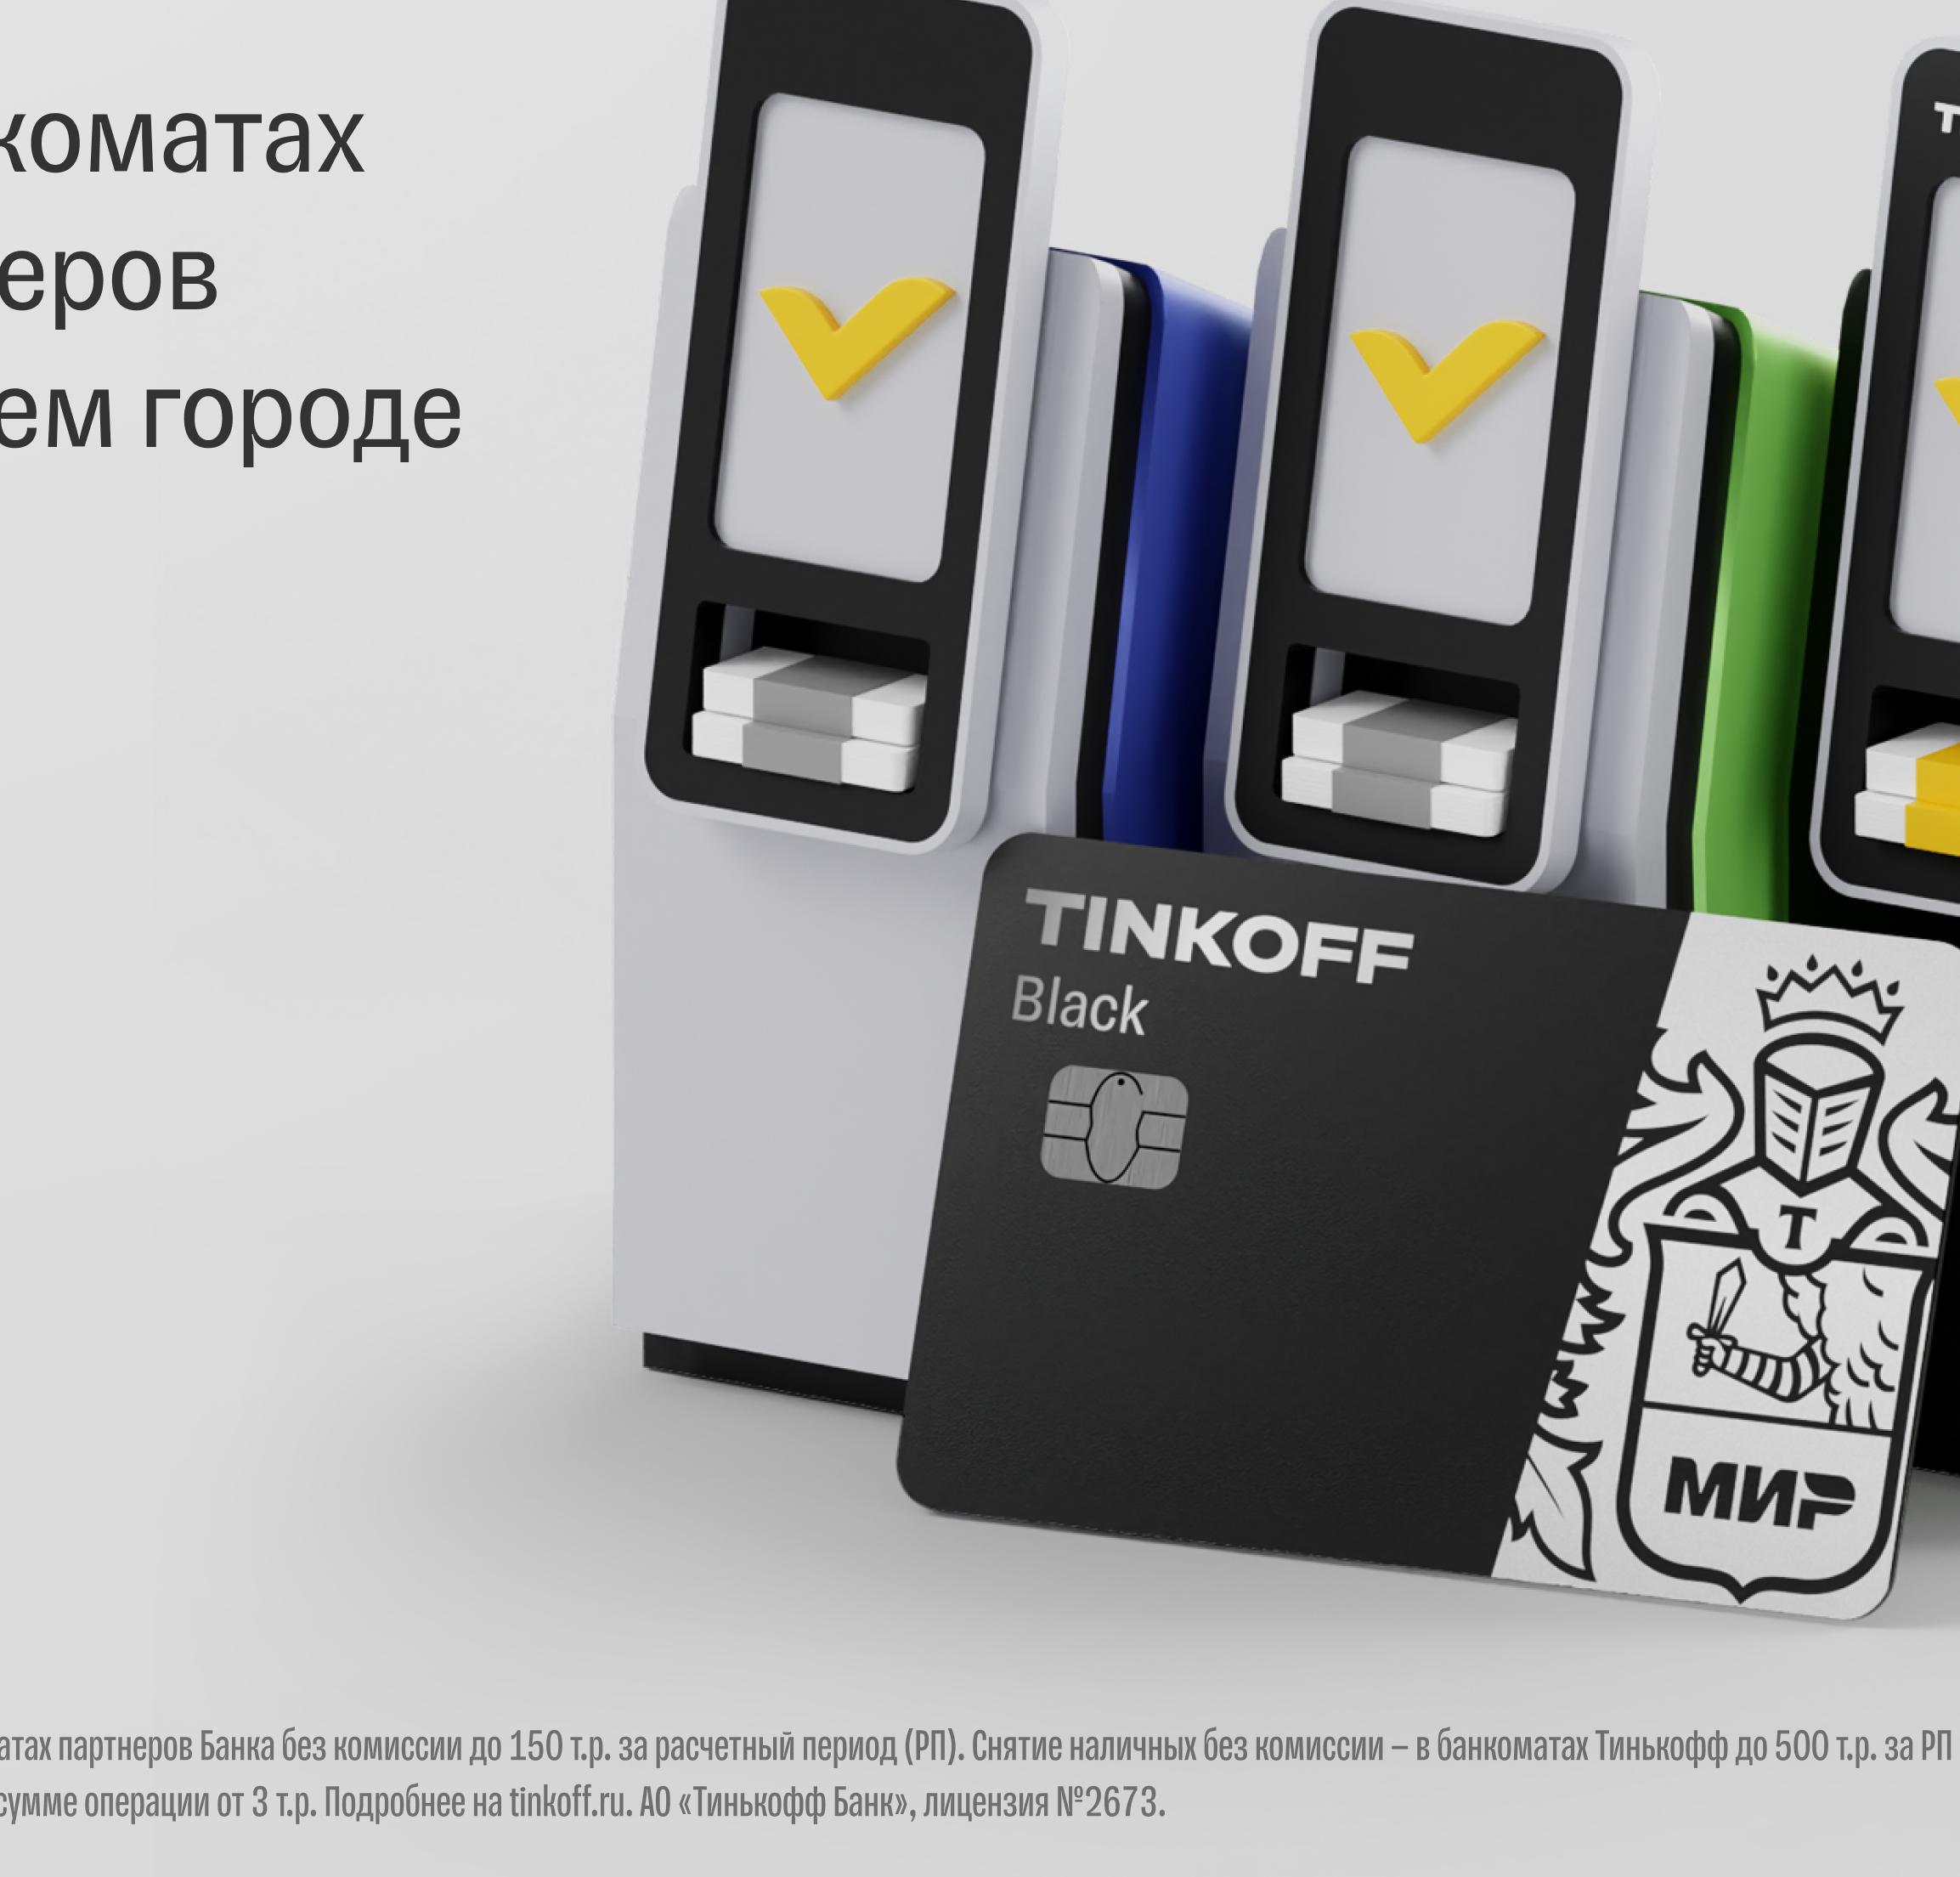 коматах
еров
ем городе
TINKOFF
Black
T
МИР
атах партнеров Банка без комиссии до 150 т.р. за расчетный период (РП). Снятие наличных без комиссии – в банкоматах Тинькофф до 500 т.р. за РП
сумме операции от 3 т.р. Подробнее на tinkoff.ru. АО «Тинькофф Банк», лицензия №2673.